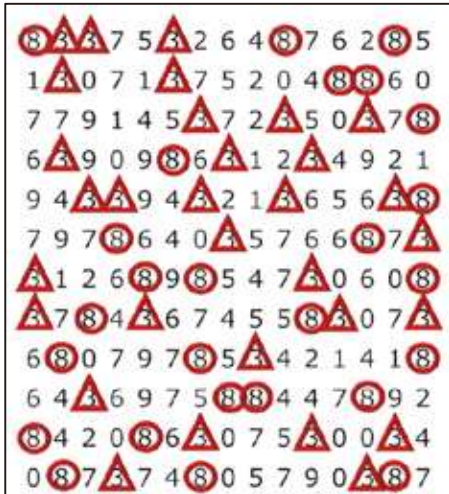 8 3 3 7 5 3 2 6 4 8 7 6 2 8 5
1 3 0 7 1 3 7 5 2 0 4 8 8 6 0
7 7 9 1 4 5 3 7 2 3 5 0 3 7 8
6 3 9 0 9 8 6 3 1 2 3 4 9 2 1
9 4 3 3 9 4 3 2 1 3 6 5 6 3 8
7 9 7 8 6 4 0 3 5 7 6 6 8 7 3
3 1 2 6 8 9 8 5 4 7 3 0 6 0 8
3 7 8 4 3 6 7 4 5 5 8 3 0 7 3
6 8 0 7 9 7 8 5 3 4 2 1 4 1 8
6 4 3 6 9 7 5 8 8 4 4 7 8 9 2
8 4 2 0 8 6 3 0 7 5 3 0 0 3 4
0 8 7 3 7 4 8 0 5 7 9 0 3 8 7